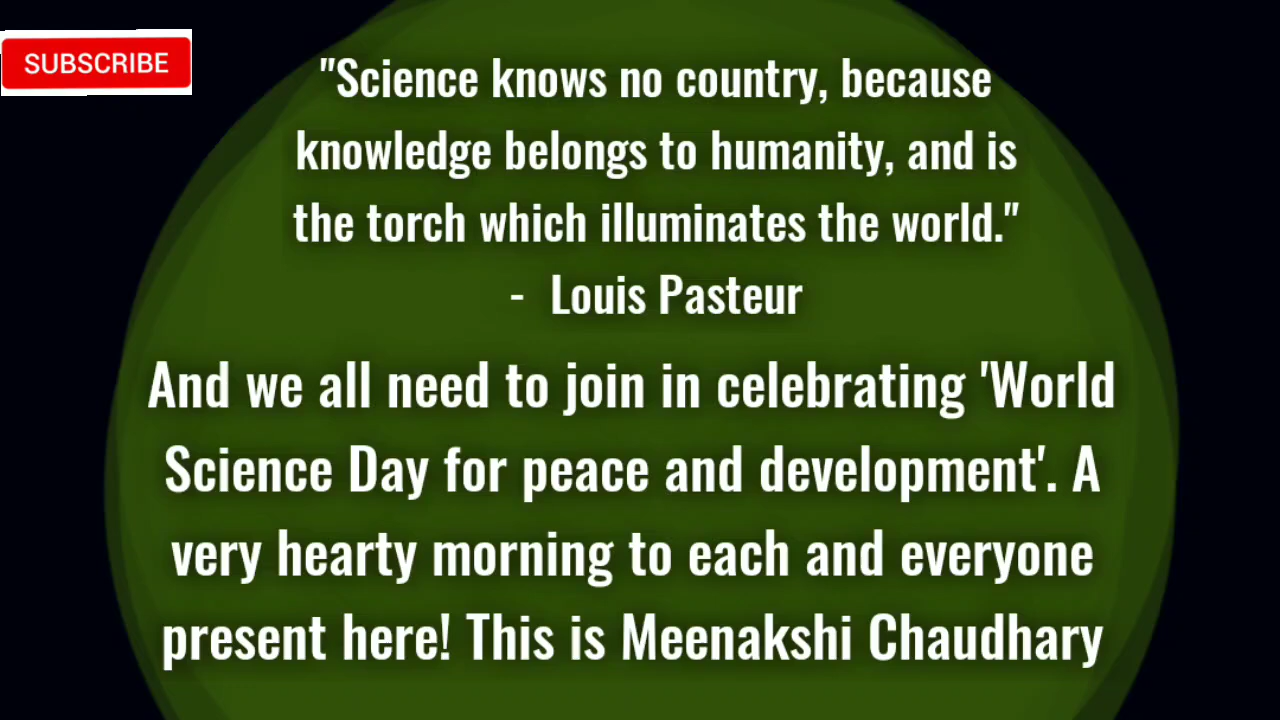 SUBSCRIBE
"Science knows no country, because
knowledge belongs to humanity, and is
the torch which illuminates the world."
- Louis Pasteur
And we all need to join in celebrating 'World
Science Day for peace and development'. A
very hearty morning to each and everyone
present here! This is Meenakshi Chaudhary